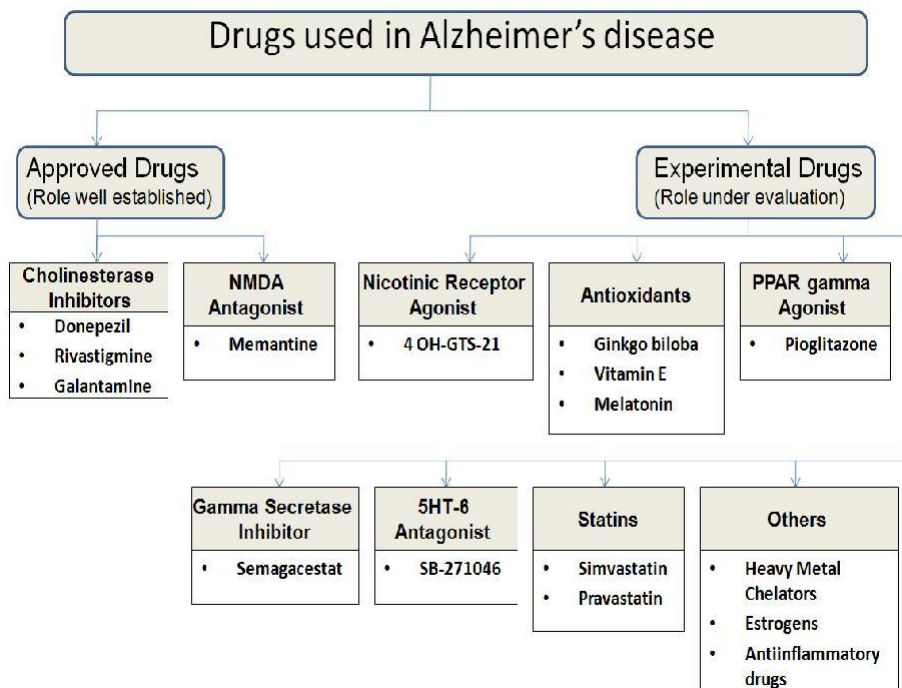 Drugs used in Alzheimer's disease
Approved Drugs
(Role well established)
Experimental Drugs
(Role under evaluation)
Cholinesterase
Inhibitors
• Donepezil
• Rivastigmine
• Galantamine
NMDA
Antagonist
• Memantine
Nicotinic Receptor
Agonist
• 4 OH-GTS-21
Antioxidants
• Ginkgo biloba
• Vitamin E
• Melatonin
PPAR gamma
Agonist
• Pioglitazone
Gamma Secretase
Inhibitor
• Semagacestat
5HT-6
Antagonist
• SB-271046
Statins
• Simvastatin
• Pravastatin
Others
• Heavy Metal
Chelators
• Estrogens
• Antiinflammatory
drugs